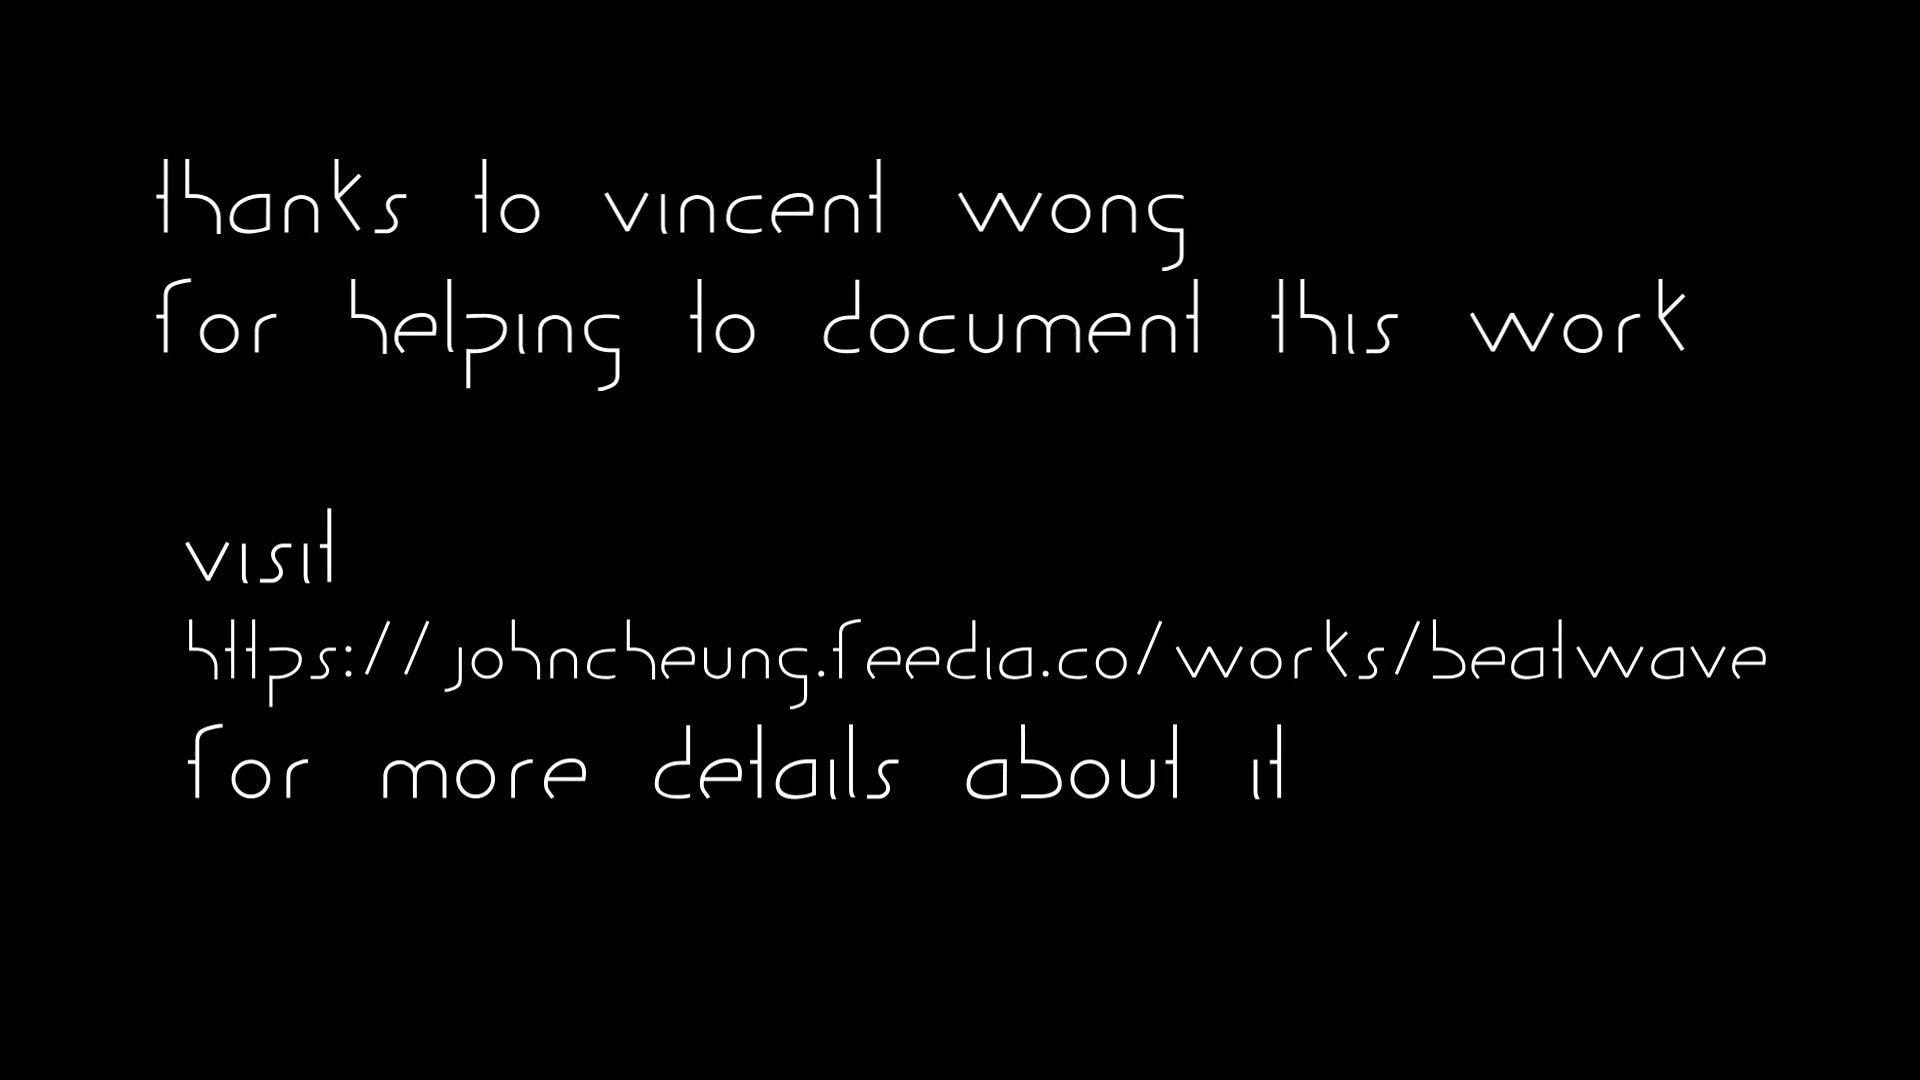 thanks to vincent wong
for helping to document this work
visit
https://johncheung.feedia.co/works/beatwave
for more details about it